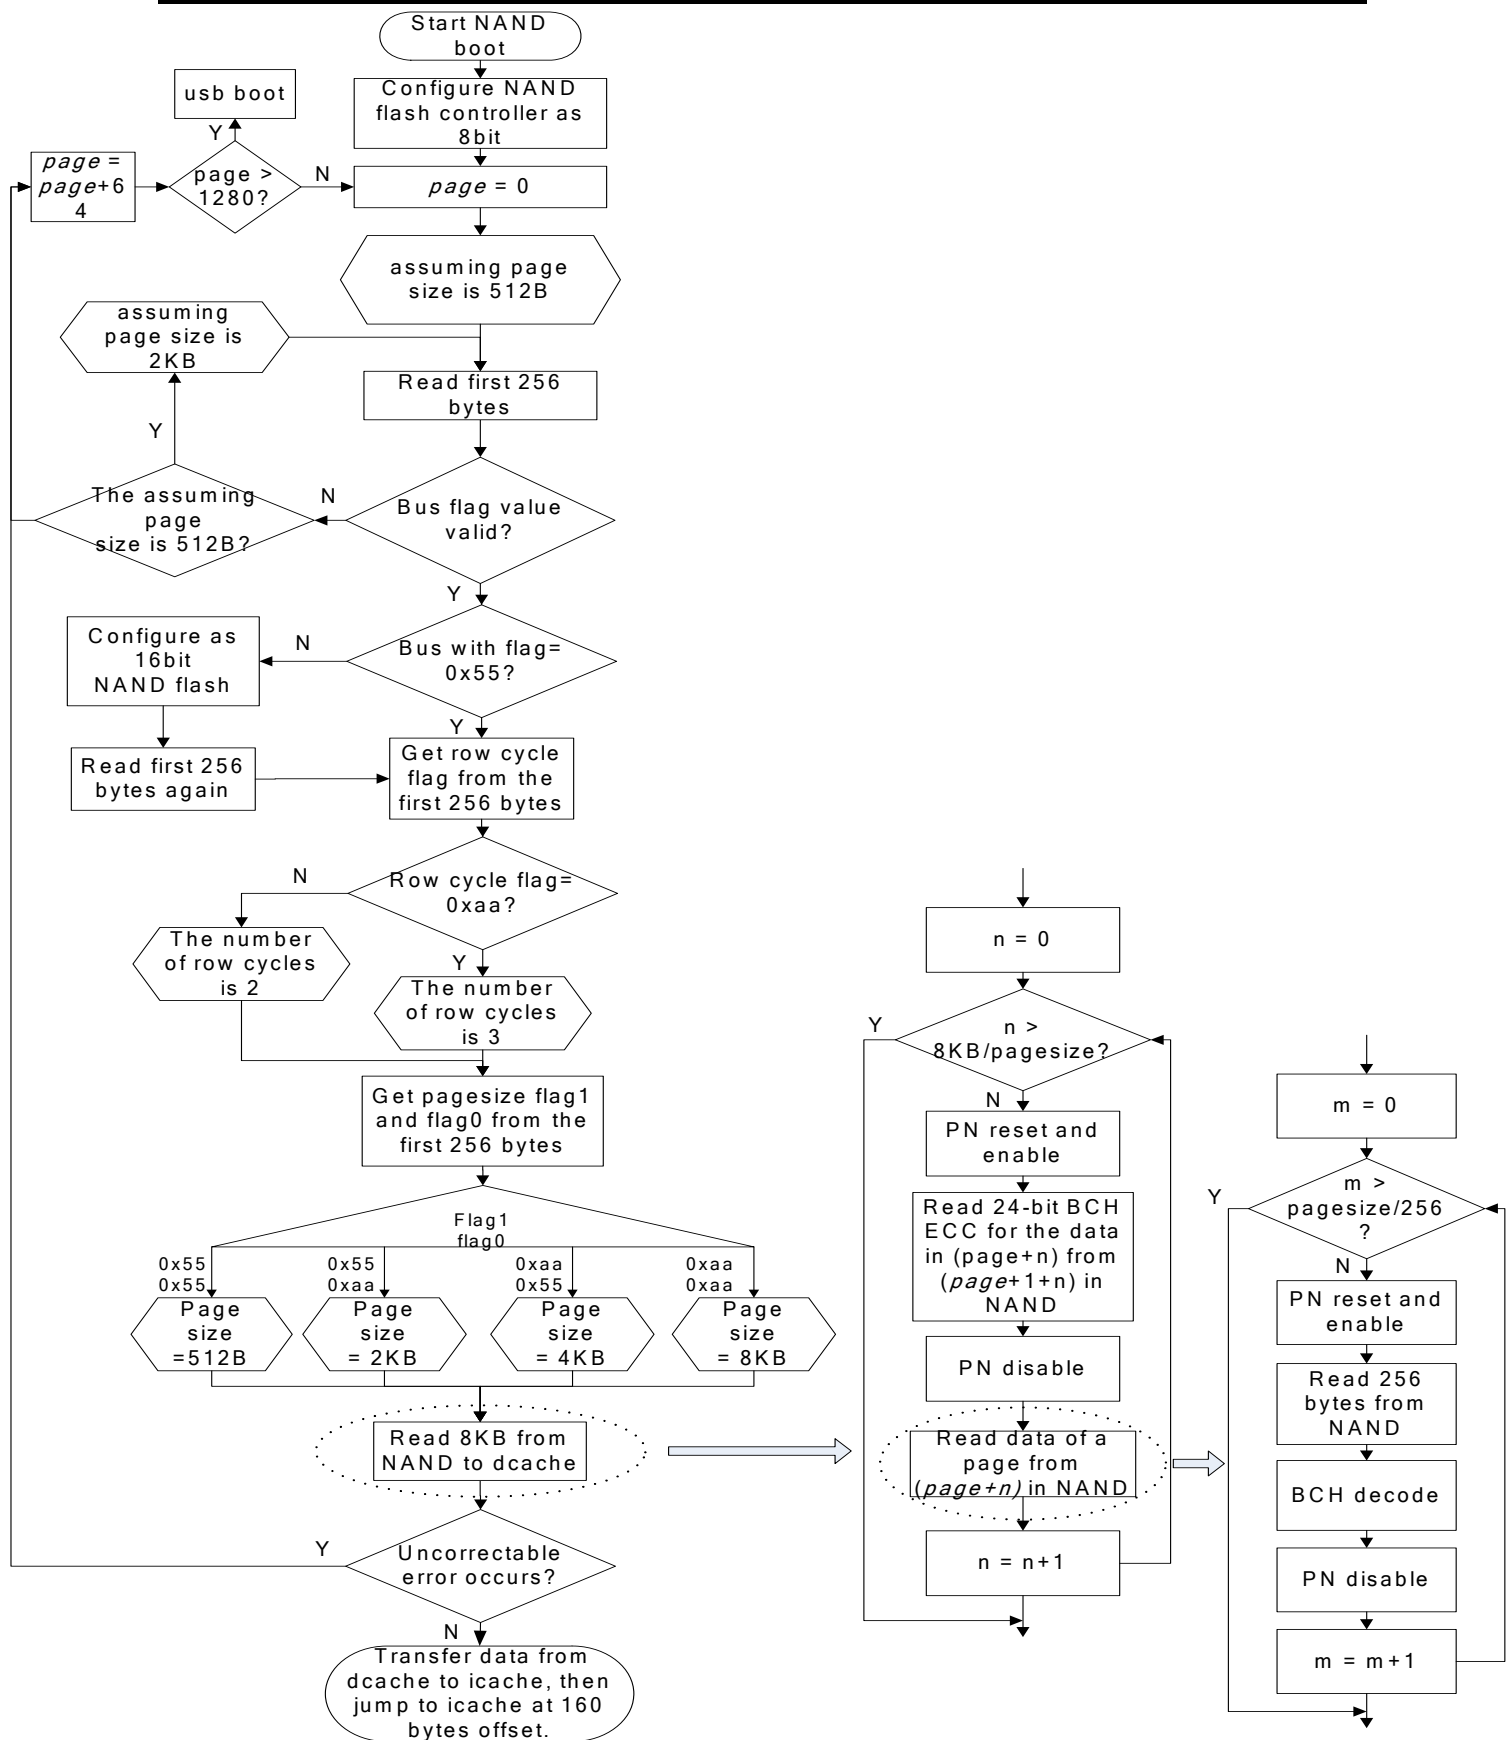 Start NAND
boot
usb boot
Configure NAND
flash controller as
8bit
Y
page =
page+6
4
page >
1280?
N
page = 0
assuming page
size is 512B
assuming
page size is
2KB
Read first 256
bytes
Y
The assuming
page
size is 512B?
N
Bus flag value
valid?
Y
Configure as
16bit
NAND flash
N
Bus with flag=
0x55?
Y
Read first 256
bytes again
Get row cycle
flag from the
first 256 bytes
N
Row cycle flag=
0xaa?
The number
of row cycles
is 2
Y
The number
of row cycles
is 3
Get pagesize flag1
and flag0 from the
first 256 bytes
Flag1
flag0
0x55
0x55
0x55
0xaa
0xaa
0x55
0xaa
0xaa
Page
size
=512B
Page
size
= 2KB
Page
size
= 4KB
Page
size
= 8KB
Read 8KB from
NAND to dcache
Y
Uncorrectable
error occurs?
N
Transfer data from
dcache to icache, then
jump to icache at 160
bytes offset.
n = 0
Y
n >
8KB/pagesize?
N
PN reset and
enable
Read 24-bit BCH
ECC for the data
in (page+n) from
(page+1+n) in
NAND
PN disable
Read data of a
page from
(page+n) in NAND
n = n+1
m = 0
Y
m >
pagesize/256
?
N
PN reset and
enable
Read 256
bytes from
NAND
BCH decode
PN disable
m = m+1